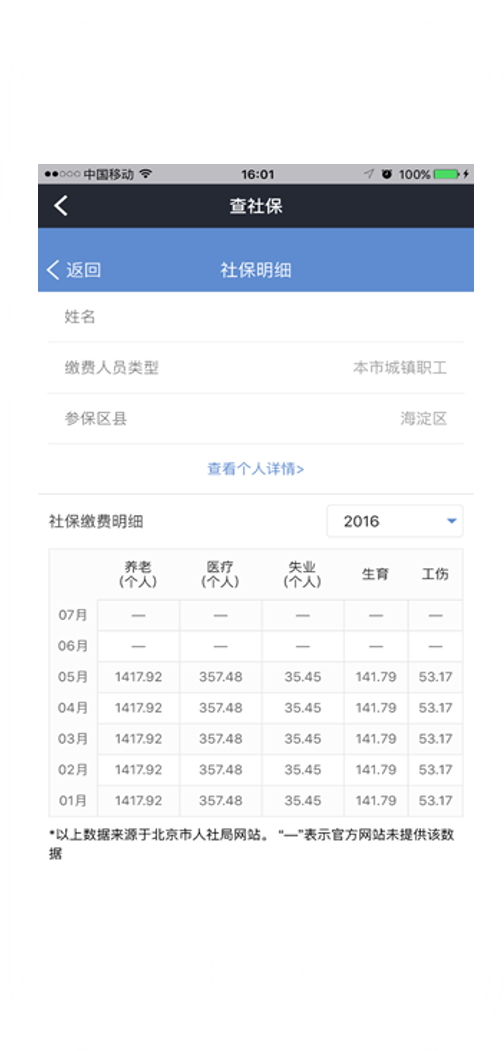 中国移动 16:01 100%
查社保
返回 社保明细
姓名
缴费人员类型 本市城镇职工
参保区县 海淀区
查看个人详情>
社保缴费明细 2016
养老 医疗 失业 生育 工伤
(个人) (个人) (个人)
07月 — — — — —
06月 — — — — —
05月 1417.92 357.48 35.45 141.79 53.17
04月 1417.92 357.48 35.45 141.79 53.17
03月 1417.92 357.48 35.45 141.79 53.17
02月 1417.92 357.48 35.45 141.79 53.17
01月 1417.92 357.48 35.45 141.79 53.17
*以上数据来源于北京市人社局网站。 “—”表示官方网站未提供该数
据